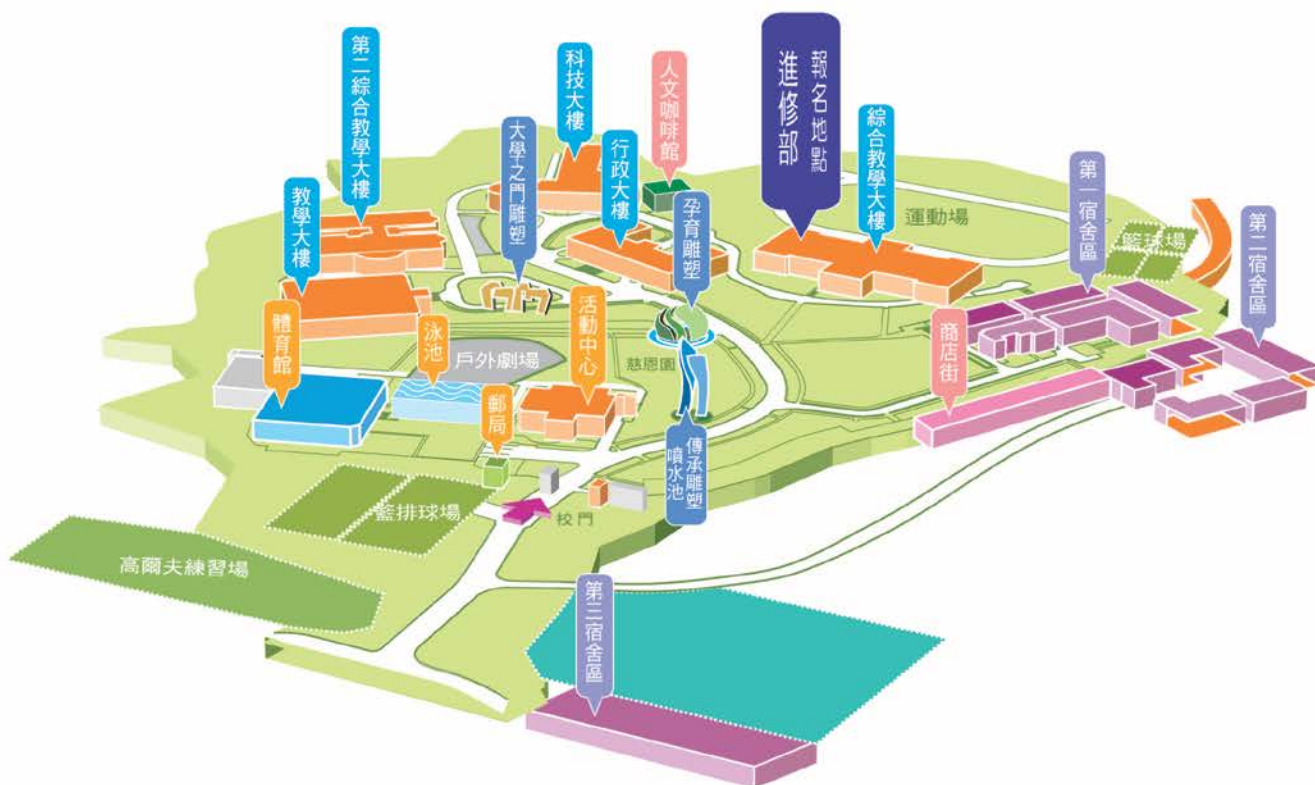 第二綜合教學大樓
科技大樓
人文咖啡館
報名地點
進修部
大學之門雕塑
行政大樓
孕育雕塑
綜合教學大樓
教學大樓
運動場
第一宿舍區
籃球場
第二宿舍區
體育館
泳池
戶外劇場
活動中心
慈恩園
商店街
郵局
傳承雕塑
噴水池
籃排球場
校門
高爾夫練習場
第三宿舍區